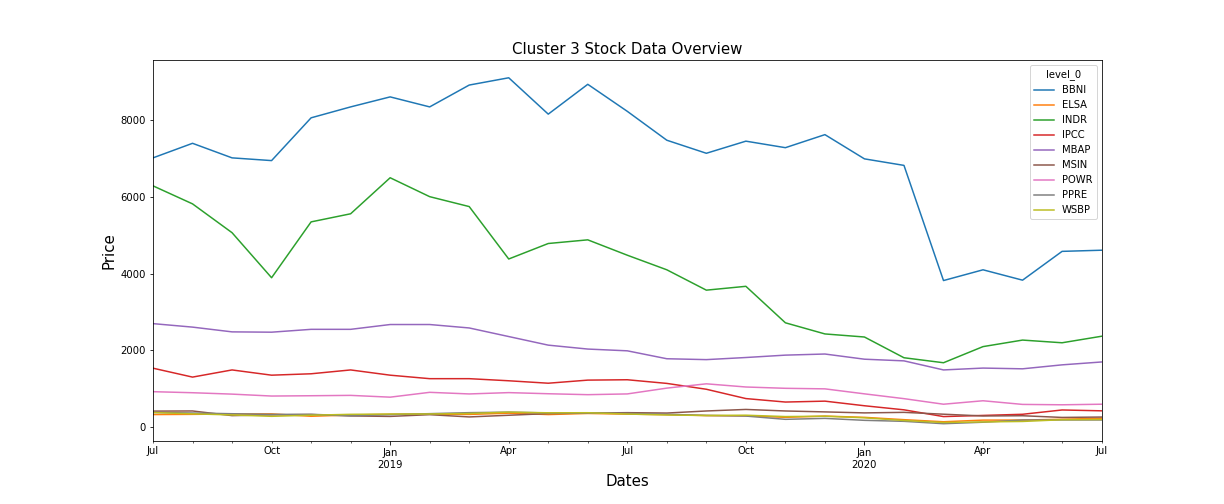 Cluster 3 Stock Data Overview
level_0
BBNI
ELSA
INDR
IPCC
MBAP
MSIN
POWR
PPRE
WSBP
Price
8000
6000
4000
2000
0
Jul Oct Jan Apr Jul Oct Jan Apr Jul
2019 2020
Dates